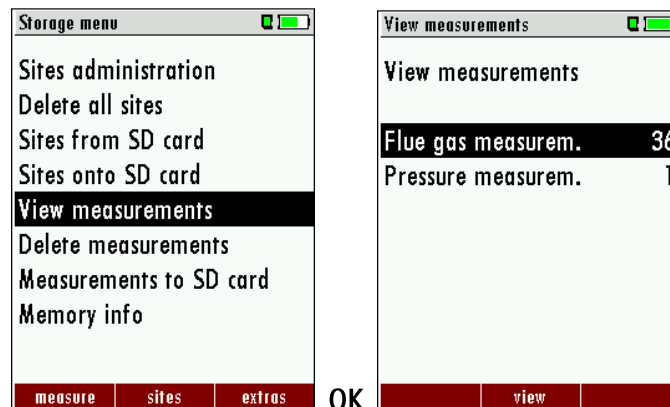 Storage menu
Sites administration
Delete all sites
Sites from SD card
Sites onto SD card
View measurements
Delete measurements
Measurements to SD card
Memory info
measure sites extras
OK
View measurements
View measurements
Flue gas measurem. 36
Pressure measurem.
view